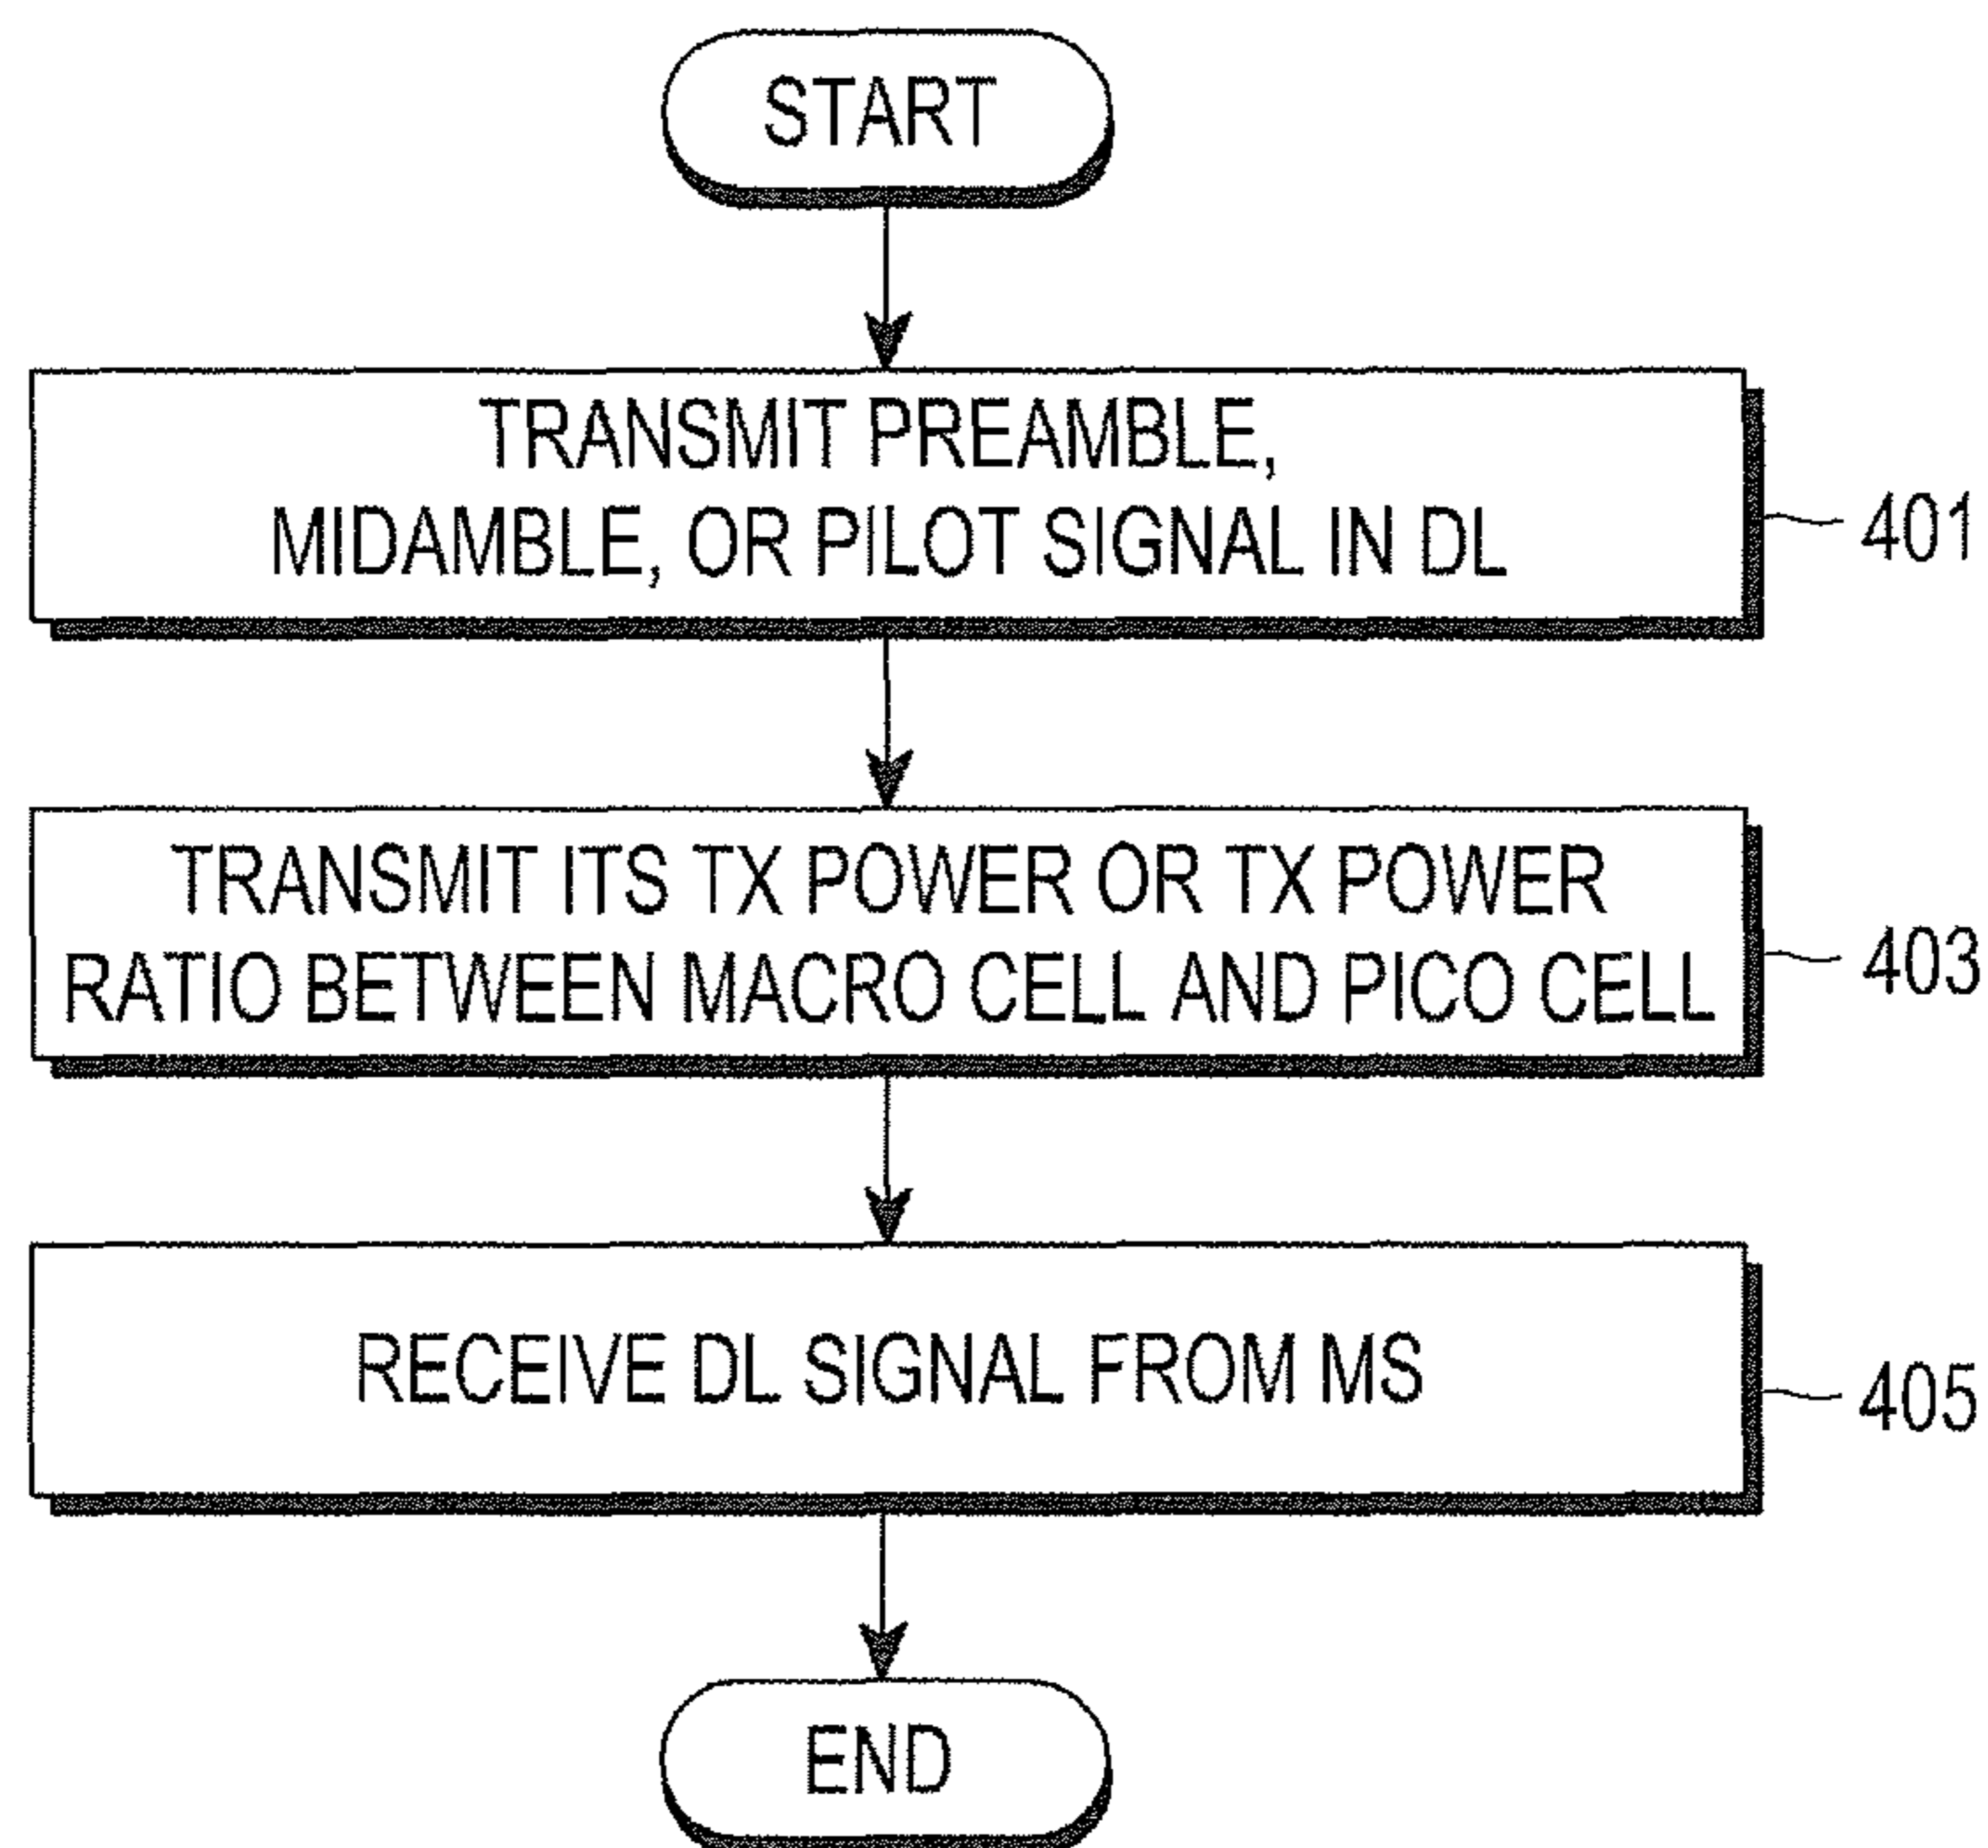 START
TRANSMIT PREAMBLE,
MIDAMBLE, OR PILOT SIGNAL IN DL
401
TRANSMIT ITS TX POWER OR TX POWER
RATIO BETWEEN MACRO CELL AND PICO CELL
403
RECEIVE DL SIGNAL FROM MS
405
END